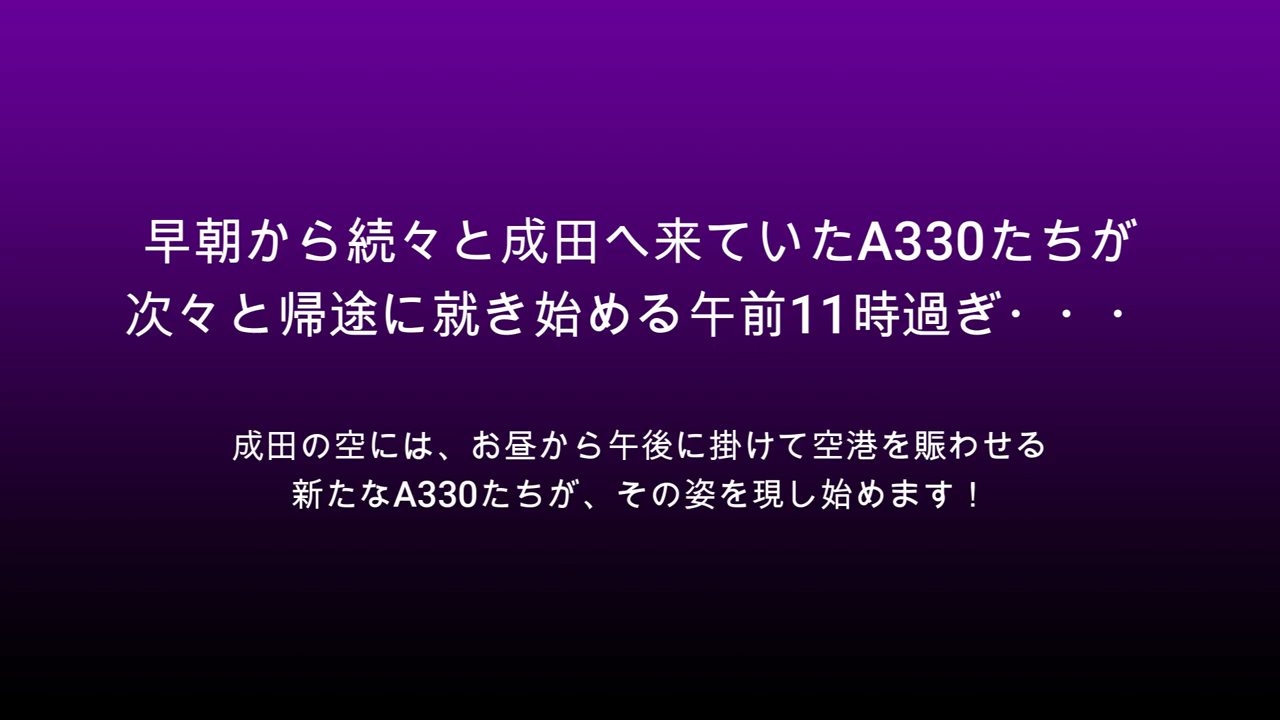 早朝から続々と成田へ来ていたA330たちが
次々と帰途に就き始める午前11時過ぎ・・・
成田の空には、お昼から午後に掛けて空港を賑わせる
新たなA330たちが、その姿を現し始めます！